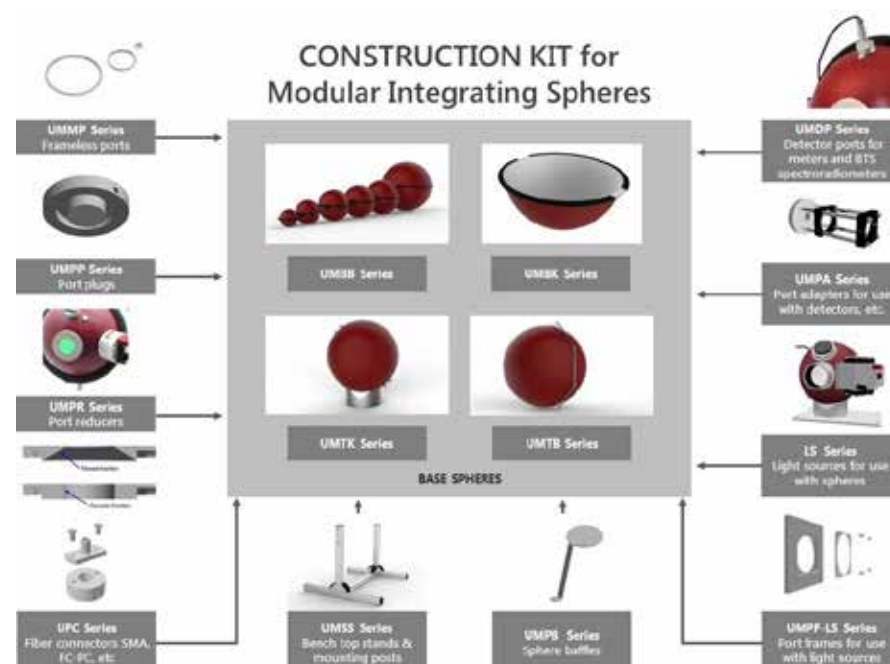 CONSTRUCTION KIT for
Modular Integrating Spheres
UMMP Series
Frameless ports
UMPP Series
Port plugs
UMPR Series
Port reducers
UFC Series
Fiber connectors SMA,
FC-PC, etc
UMBB Series
UMBK Series
UMTK Series
UMTB Series
BASE SPHERES
UMSS Series
Bench top stands &
mounting posts
UMPB Series
Sphere baffles
UMDP Series
Detector ports for
meters and BTS
spectroradiometers
UMPA Series
Port adapters for use
with detectors, etc.
LS Series
Light sources for use
with spheres
UMPF-LS Series
Port frames for use
with light sources